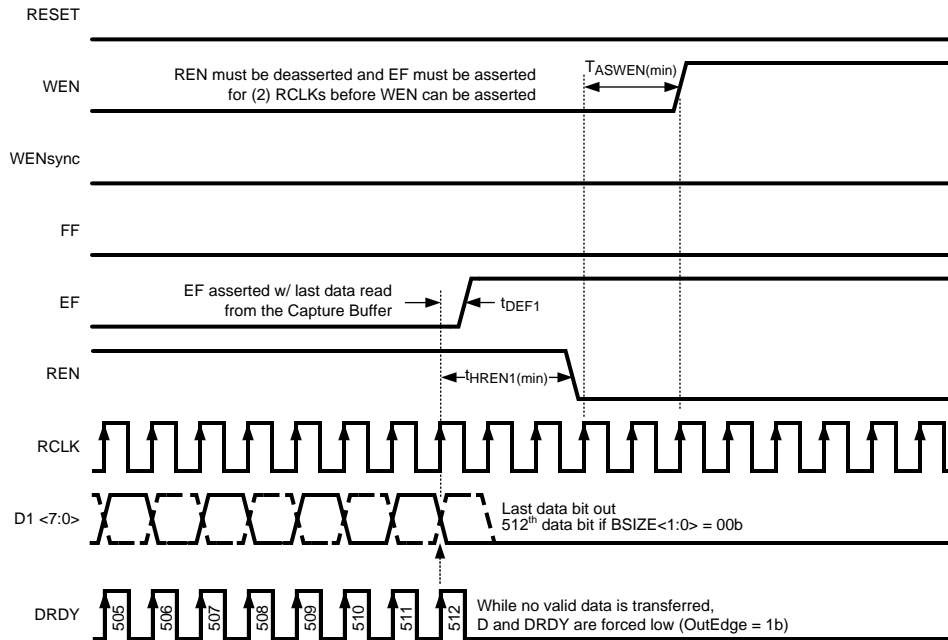 RESET
WEN
REN must be deasserted and EF must be asserted
for (2) RCLKs before WEN can be asserted
TASWEN(min)
WENsync
FF
EF
EF asserted w/ last data read
from the Capture Buffer
tDEF1
REN
tHREN1(min)
RCLK
D1 <7:0>
Last data bit out
512th data bit if BSIZE<1:0> = 00b
DRDY
505
506
507
508
509
510
511
512
While no valid data is transferred,
D and DRDY are forced low (OutEdge = 1b)